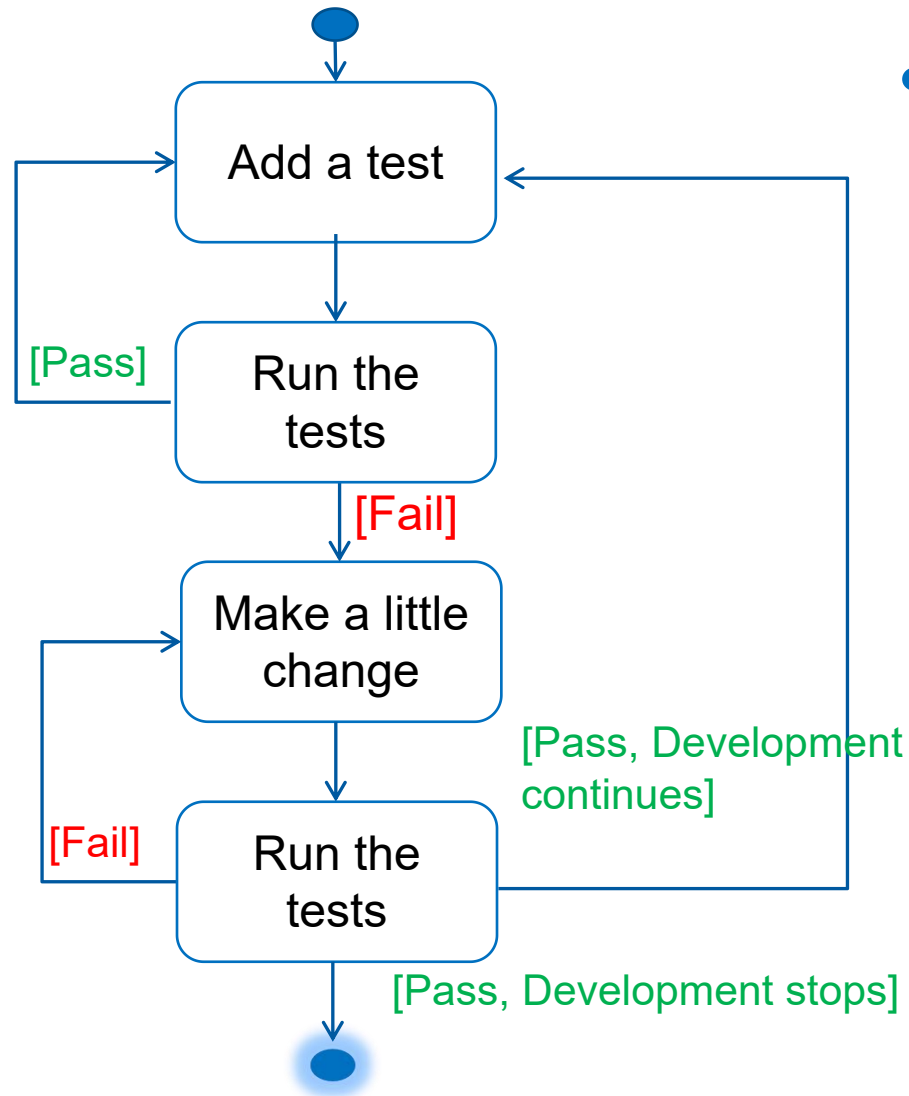 Add a test
[Pass]
Run the
tests
[Fail]
Make a little
change
[Pass, Development
continues]
[Fail]
Run the
tests
[Pass, Development stops]